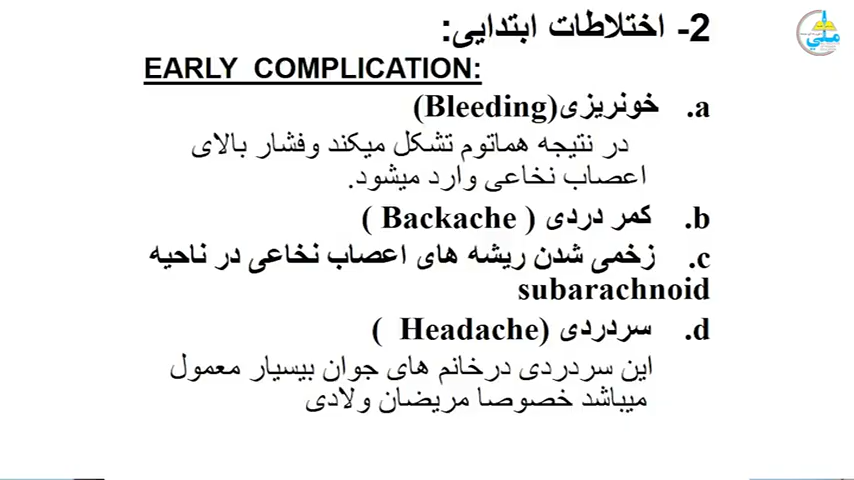 2- اختلاطات ابتدایی:
EARLY COMPLICATION:
a. خونریزی(Bleeding)
در نتیجه هماتوم تشکل میکند وفشار بالای
اعصاب نخاعی وارد میشود.
b. کمر دردی ( Backache )
c. زخمی شدن ریشه های اعصاب نخاعی در ناحیه
subarachnoid
d. سردردی (Headache )
این سردردی درخانم های جوان بیسیار معمول
میباشد خصوصا مریضان ولادی
ملي